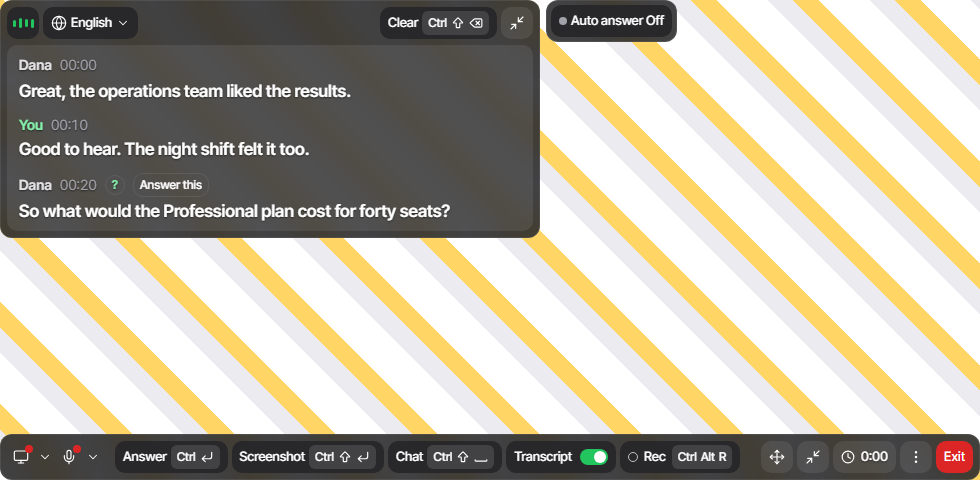 English
Clear Ctrl
Auto answer Off
Dana 00:00
Great, the operations team liked the results.
You 00:10
Good to hear. The night shift felt it too.
Dana 00:20 ? Answer this
So what would the Professional plan cost for forty seats?
Answer Ctrl
Screenshot Ctrl
Chat Ctrl
Transcript
Rec Ctrl Alt R
0:00
Exit